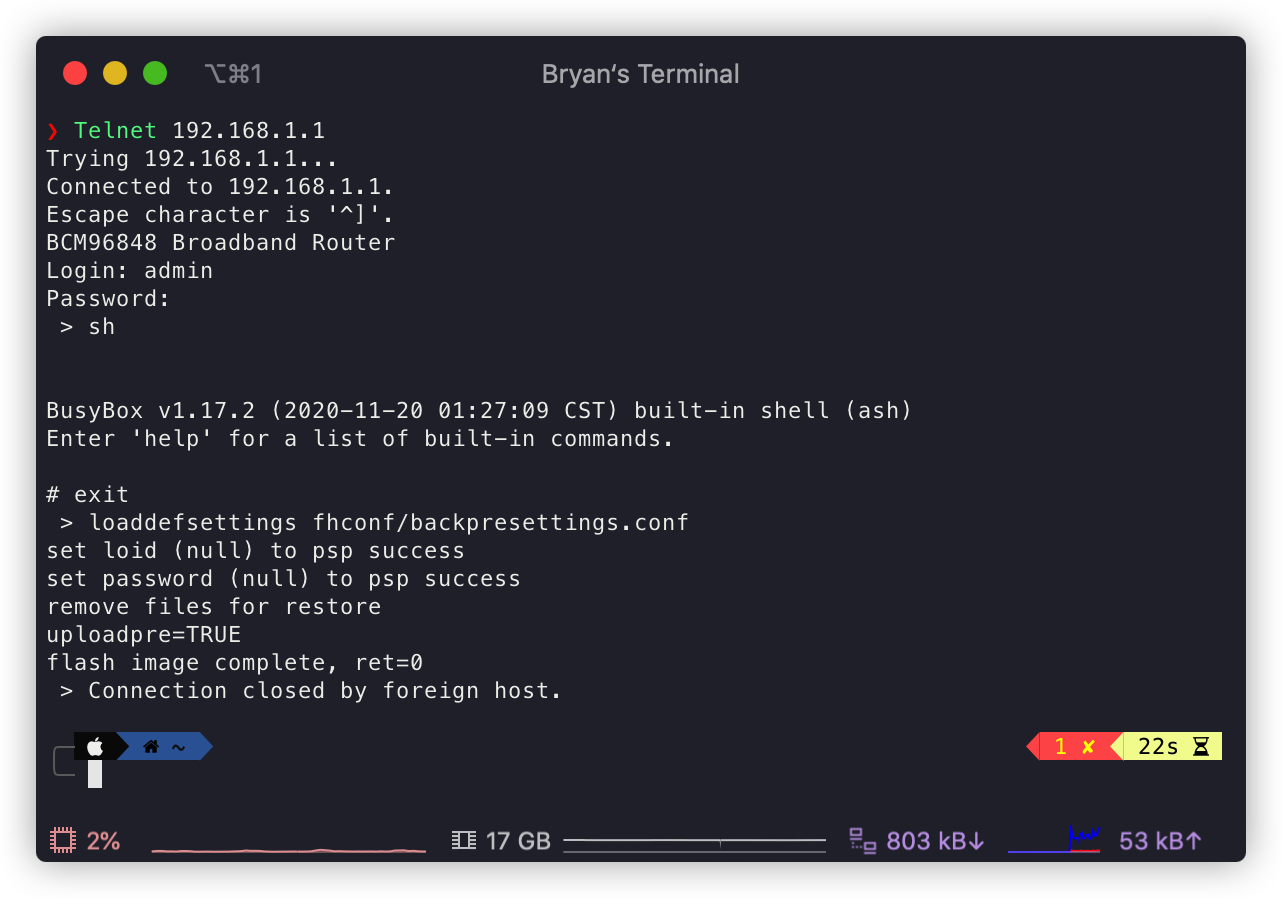 ⌥⌘1
Bryan‘s Terminal
❯ Telnet 192.168.1.1
Trying 192.168.1.1...
Connected to 192.168.1.1.
Escape character is '^]'.
BCM96848 Broadband Router
Login: admin
Password:
 > sh
BusyBox v1.17.2 (2020-11-20 01:27:09 CST) built-in shell (ash)
Enter 'help' for a list of built-in commands.
# exit
 > loaddefsettings fhconf/backpresettings.conf
set loid (null) to psp success
set password (null) to psp success
remove files for restore
uploadpre=TRUE
flash image complete, ret=0
 > Connection closed by foreign host.
~ 1 ✘ 22s
2% 17 GB 803 kB↓ 53 kB↑